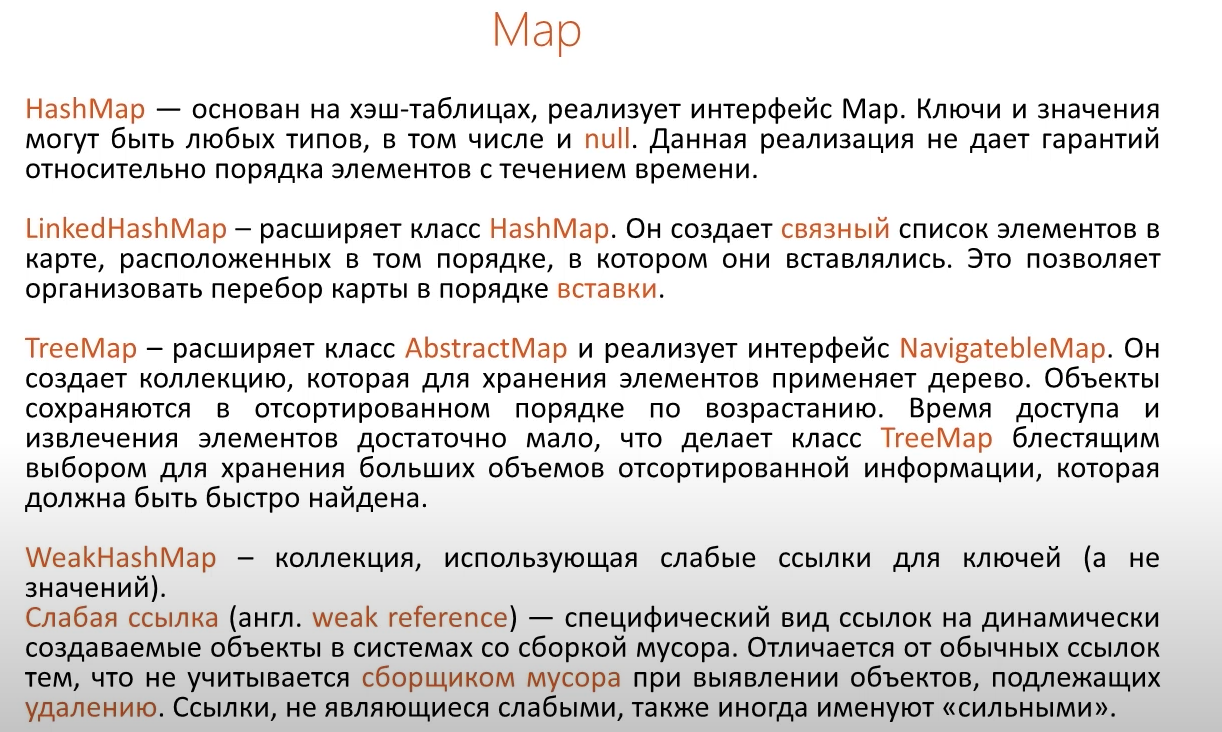 Map
HashMap — основан на хэш-таблицах, реализует интерфейс Map. Ключи и значения
могут быть любых типов, в том числе и null. Данная реализация не дает гарантий
относительно порядка элементов с течением времени.
LinkedHashMap – расширяет класс HashMap. Он создает связный список элементов в
карте, расположенных в том порядке, в котором они вставлялись. Это позволяет
организовать перебор карты в порядке вставки.
TreeMap – расширяет класс AbstractMap и реализует интерфейс NavigatebleMap. Он
создает коллекцию, которая для хранения элементов применяет дерево. Объекты
сохраняются в отсортированном порядке по возрастанию. Время доступа и
извлечения элементов достаточно мало, что делает класс TreeMap блестящим
выбором для хранения больших объемов отсортированной информации, которая
должна быть быстро найдена.
WeakHashMap – коллекция, использующая слабые ссылки для ключей (а не
значений).
Слабая ссылка (англ. weak reference) — специфический вид ссылок на динамически
создаваемые объекты в системах со сборкой мусора. Отличается от обычных ссылок
тем, что не учитывается сборщиком мусора при выявлении объектов, подлежащих
удалению. Ссылки, не являющиеся слабыми, также иногда именуют «сильными».